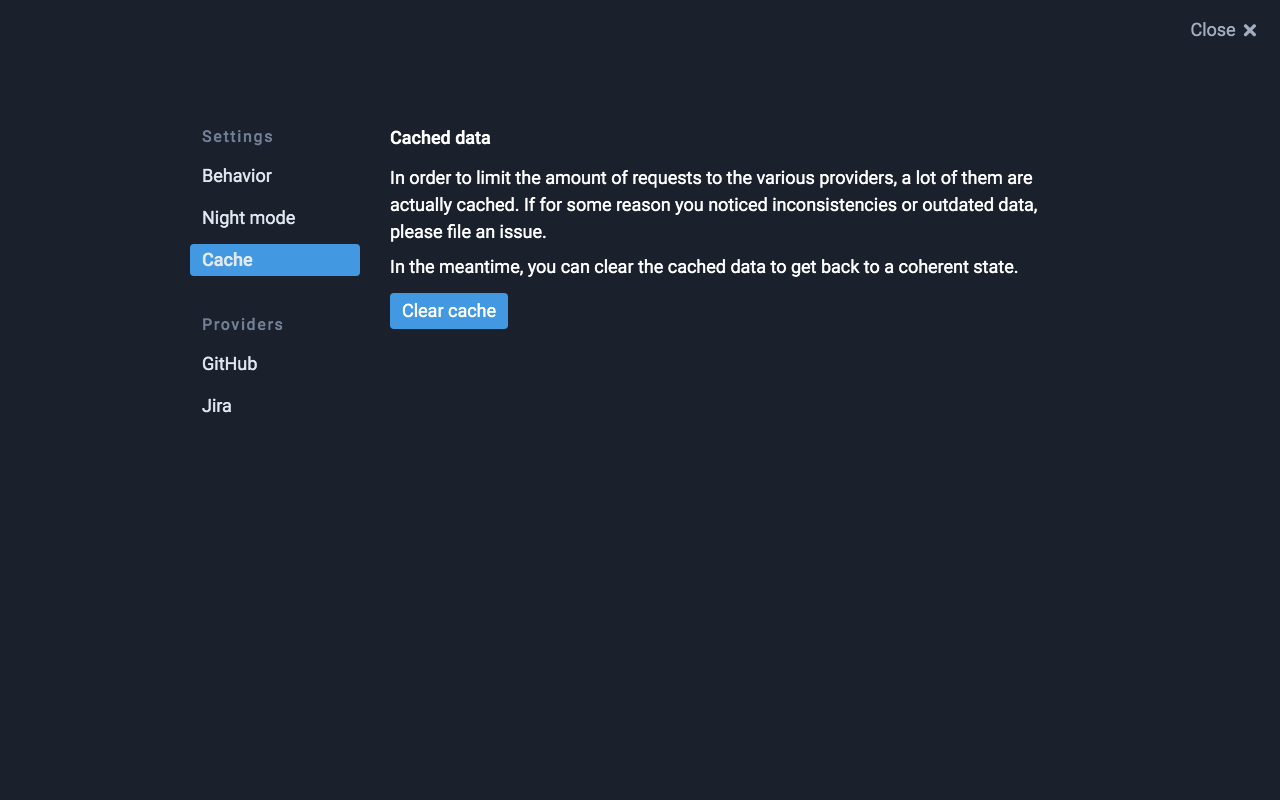 Close
Settings
Behavior
Night mode
Cache
Providers
GitHub
Jira
Cached data
In order to limit the amount of requests to the various providers, a lot of them are
actually cached. If for some reason you noticed inconsistencies or outdated data,
please file an issue.
In the meantime, you can clear the cached data to get back to a coherent state.
Clear cache